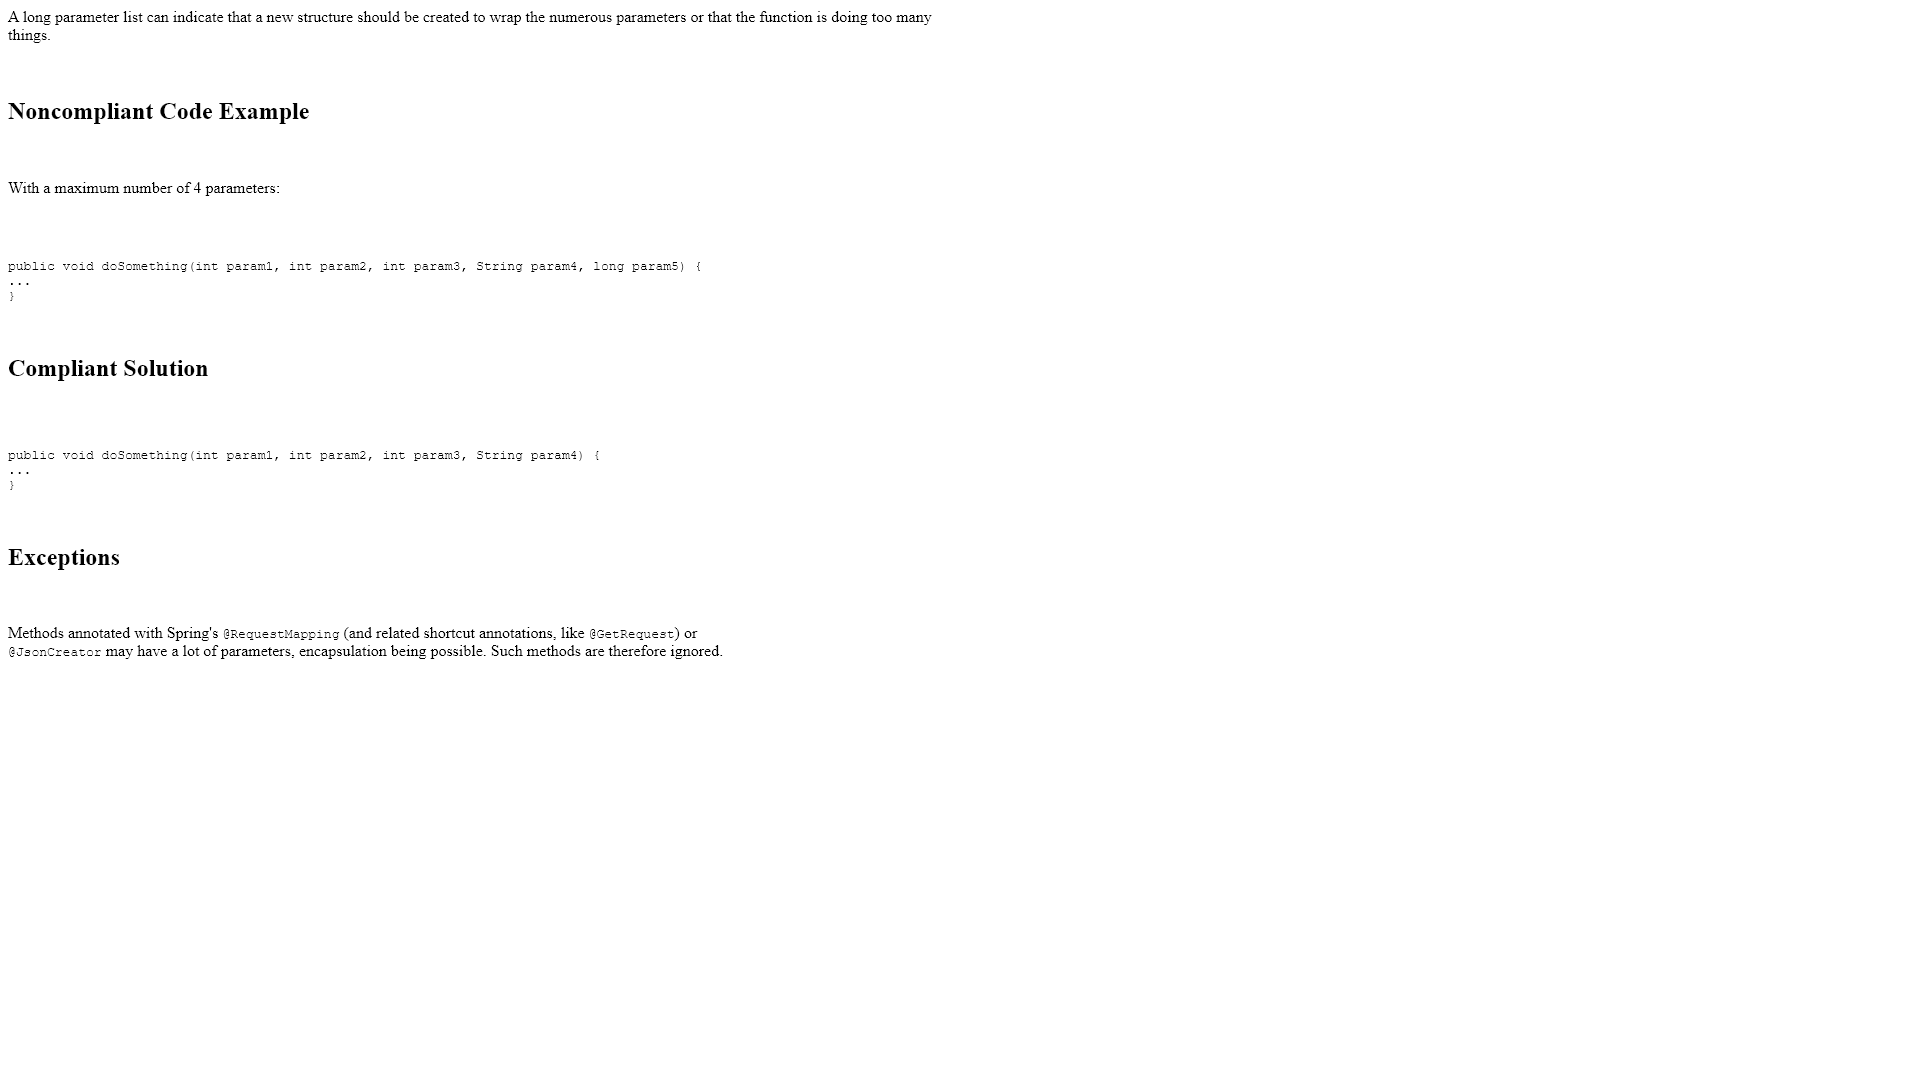 A long parameter list can indicate that a new structure should be created to wrap the numerous parameters or that the function is doing too many
things.
Noncompliant Code Example
With a maximum number of 4 parameters:
public void doSomething(int param1, int param2, int param3, String param4, long param5) {
...
}
Compliant Solution
public void doSomething(int param1, int param2, int param3, String param4) {
...
}
Exceptions
Methods annotated with Spring's @RequestMapping (and related shortcut annotations, like @GetRequest) or
@JsonCreator may have a lot of parameters, encapsulation being possible. Such methods are therefore ignored.